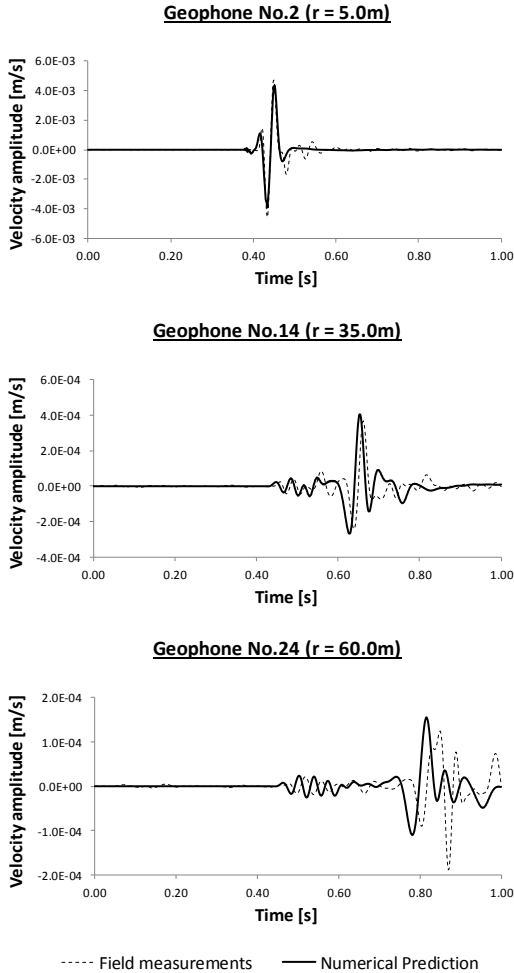 Geophone No.2 (r = 5.0m)
Velocity amplitude [m/s]
6.0E-03
4.0E-03
2.0E-03
0.0E+00
-2.0E-03
-4.0E-03
-6.0E-03
0.00 0.20 0.40 0.60 0.80 1.00
Time [s]
Geophone No.14 (r = 35.0m)
Velocity amplitude [m/s]
6.0E-04
4.0E-04
2.0E-04
0.0E+00
-2.0E-04
-4.0E-04
0.00 0.20 0.40 0.60 0.80 1.00
Time [s]
Geophone No.24 (r = 60.0m)
Velocity amplitude [m/s]
2.0E-04
1.0E-04
0.0E+00
-1.0E-04
-2.0E-04
0.00 0.20 0.40 0.60 0.80 1.00
Time [s]
Field measurements Numerical Prediction